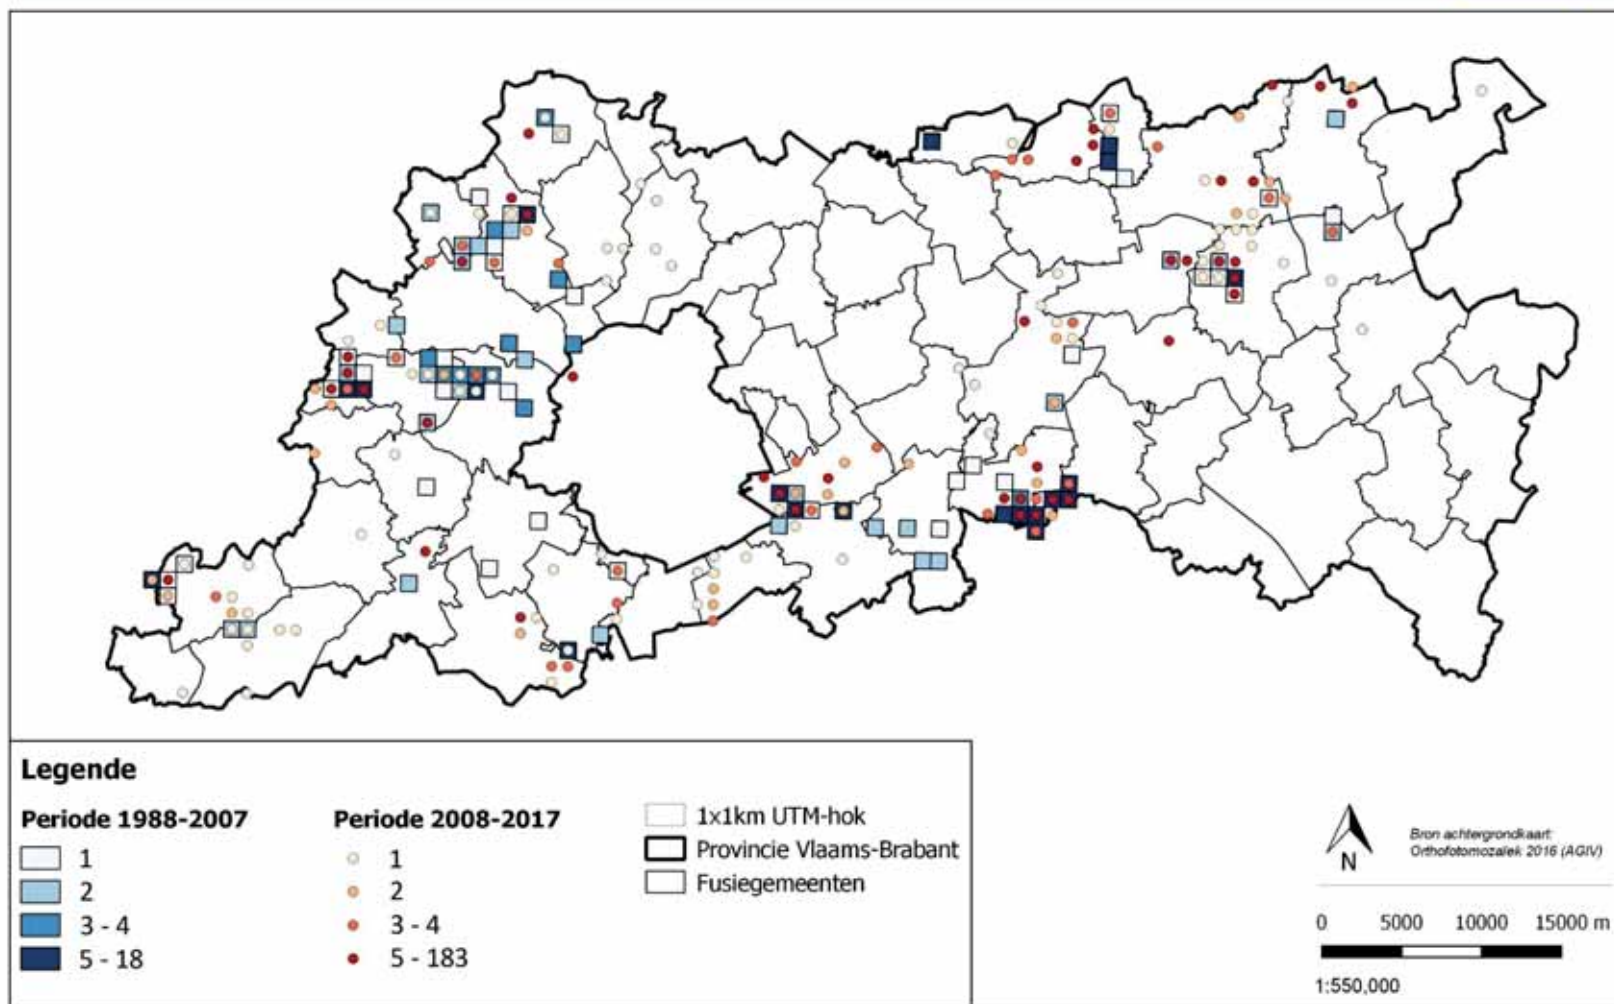 Legende
Periode 1988-2007
1
2
3 - 4
5 - 18
Periode 2008-2017
1
2
3 - 4
5 - 183
1x1km UTM-hok
Provincie Vlaams-Brabant
Fusiegemeenten
N
Bron achtergrondkaart:
Orthofotomozaïek 2016 (AGIV)
0 5000 10000 15000 m
1:550,000